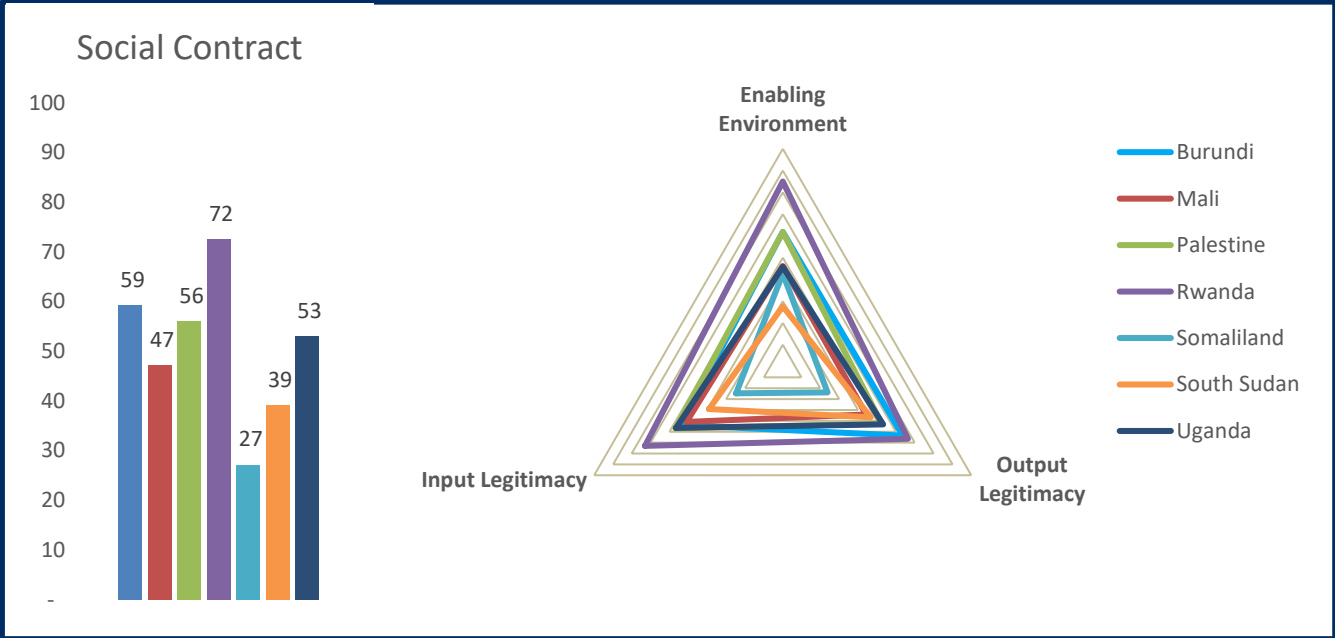 Social Contract
100
90
80
70
60
50
40
30
20
10
-
59
47
56
72
27
39
53
Enabling
Environment
Input Legitimacy
Output
Legitimacy
Burundi
Mali
Palestine
Rwanda
Somaliland
South Sudan
Uganda